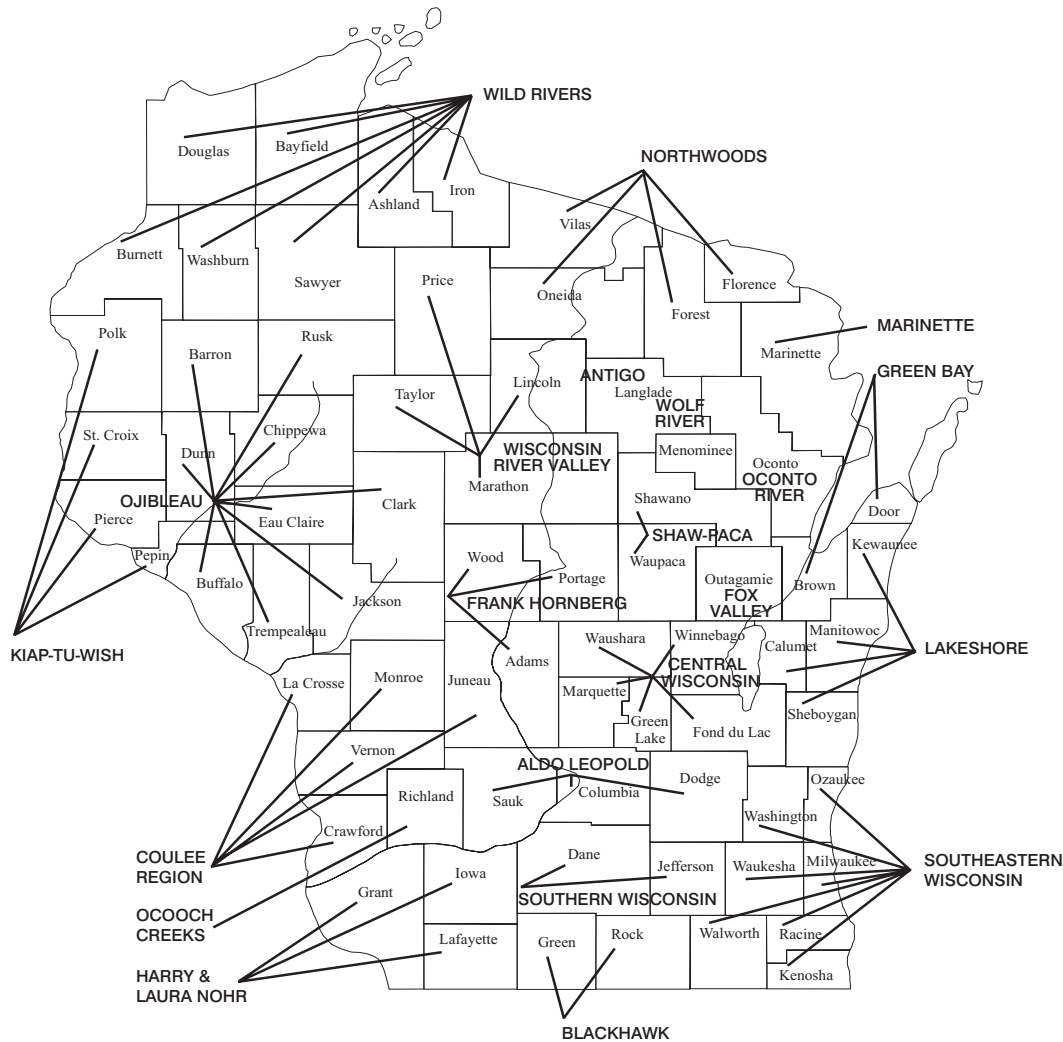 WILD RIVERS
Douglas
Bayfield
NORTHWOODS
Ashland
Iron
Vilas
Burnett
Washburn
Sawyer
Price
Oneida
Florence
Forest
MARINETTE
Polk
Barron
Rusk
Marinette
GREEN BAY
ANTIGO
Taylor
Lincoln
Langlade
WOLF
RIVER
St. Croix
Chippewa
WISCONSIN
RIVER VALLEY
Menominee
Dunn
Oconto
OCONTO
RIVER
Marathon
OJIBLEAU
Clark
Shawano
Door
Pierce
Eau Claire
SHAW-PACA
Kewaunee
Pepin
Wood
Waupaca
Buffalo
Portage
Outagamie
FOX
VALLEY
Brown
Jackson
FRANK HORNBERG
Trempealeau
Waushara
Winnebago
Manitowoc
KIAP-TU-WISH
Adams
Calumet
LAKESHORE
CENTRAL
WISCONSIN
La Crosse
Monroe
Juneau
Marquette
Green
Lake
Fond du Lac
Sheboygan
Vernon
ALDO LEOPOLD
Richland
Sauk
Columbia
Dodge
Ozaukee
Washington
Crawford
COULEE
REGION
Dane
Jefferson
Waukesha
Milwaukee
SOUTHEASTERN
WISCONSIN
Grant
Iowa
SOUTHERN WISCONSIN
OCOOCH
CREEKS
Lafayette
Green
Rock
Walworth
Racine
HARRY &
LAURA NOHR
Kenosha
BLACKHAWK